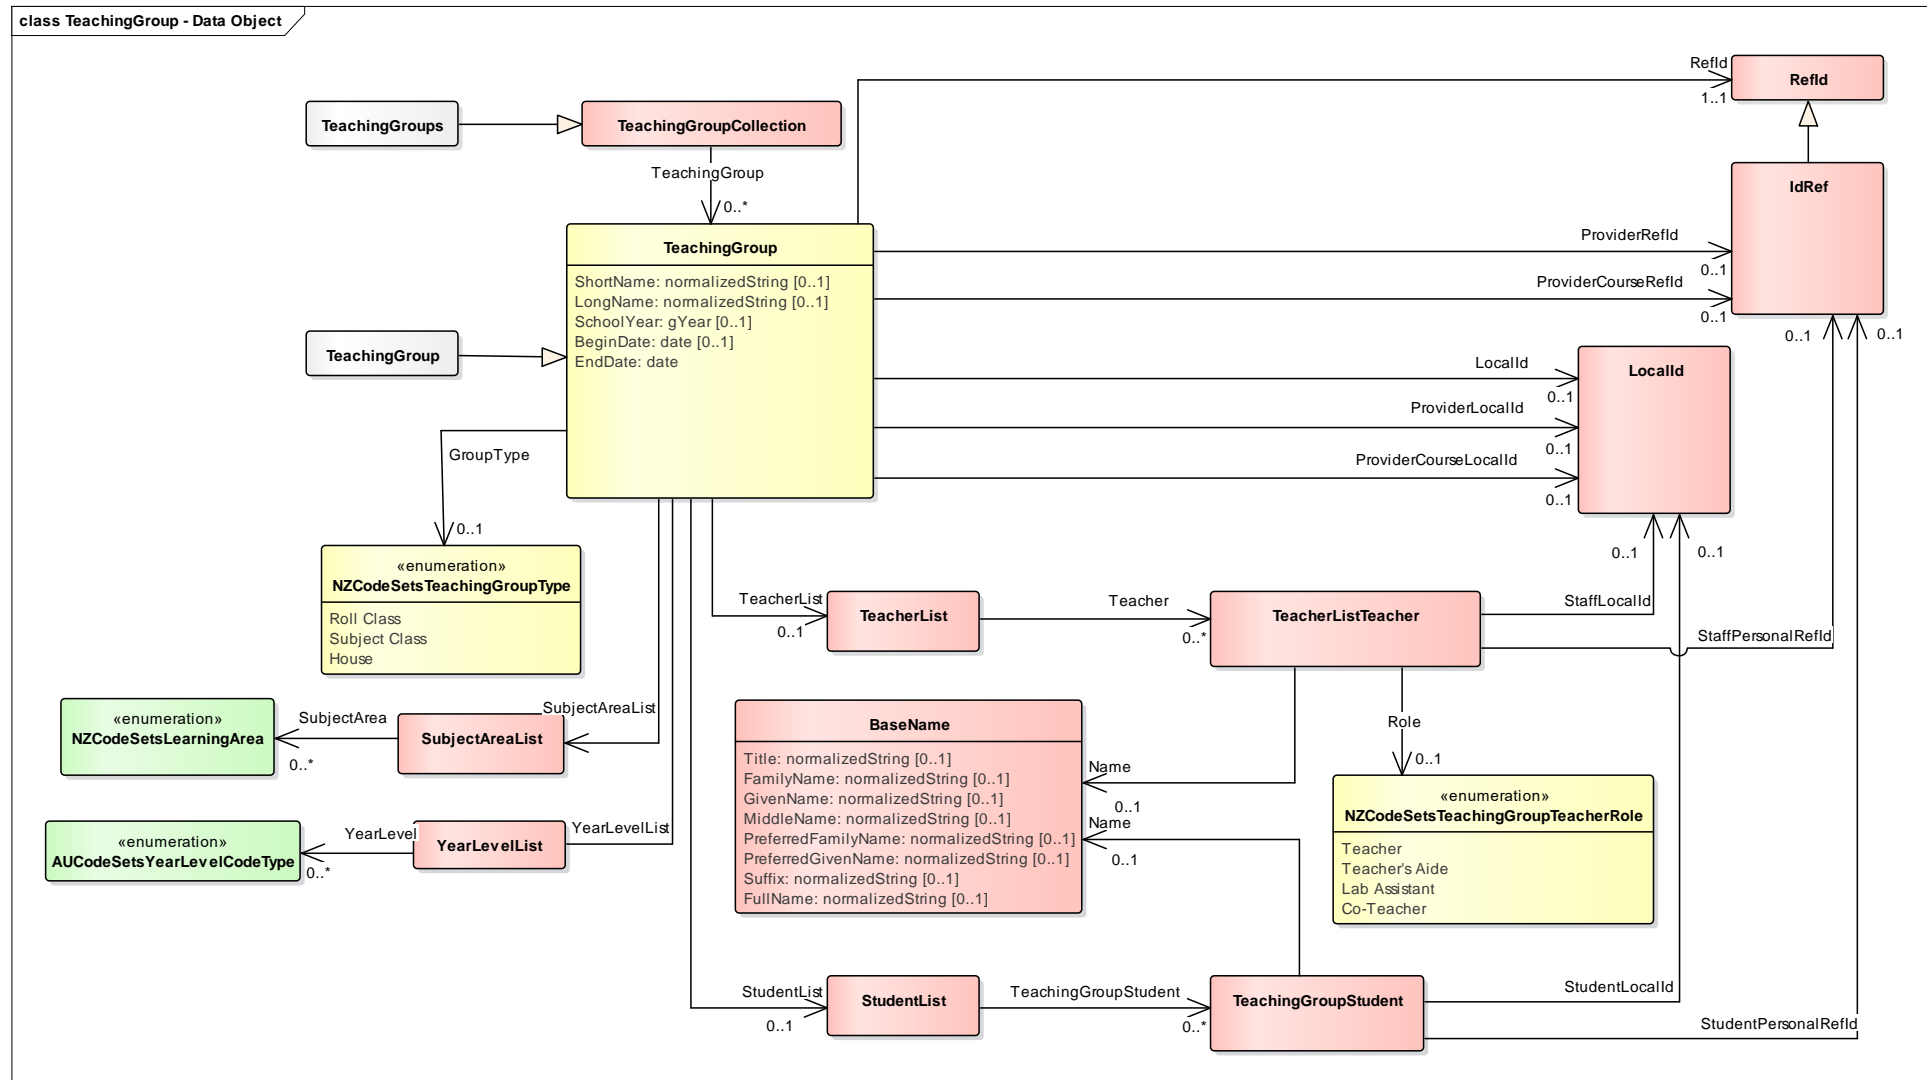 class TeachingGroup - Data Object
RefId
1..1
RefId
TeachingGroups
TeachingGroupCollection
TeachingGroup
0..*
IdRef
TeachingGroup
ShortName: normalizedString [0..1]
LongName: normalizedString [0..1]
SchoolYear: gYear [0..1]
BeginDate: date [0..1]
EndDate: date
ProviderRefId
0..1
ProviderCourseRefId
0..1
0..1
0..1
TeachingGroup
LocalId
LocalId
0..1
ProviderLocalId
0..1
ProviderCourseLocalId
0..1
0..1
0..1
GroupType
0..1
«enumeration»
NZCodeSetsTeachingGroupType
Roll Class
Subject Class
House
TeacherList
0..1
TeacherList
Teacher
0..*
TeacherListTeacher
StaffLocalId
StaffPersonalRefId
«enumeration»
NZCodeSetsLearningArea
SubjectArea
0..*
SubjectAreaList
SubjectAreaList
BaseName
Title: normalizedString [0..1]
FamilyName: normalizedString [0..1]
GivenName: normalizedString [0..1]
MiddleName: normalizedString [0..1]
PreferredFamilyName: normalizedString [0..1]
PreferredGivenName: normalizedString [0..1]
Suffix: normalizedString [0..1]
FullName: normalizedString [0..1]
Name
0..1
Name
0..1
Role
0..1
«enumeration»
NZCodeSetsTeachingGroupTeacherRole
Teacher
Teacher's Aide
Lab Assistant
Co-Teacher
«enumeration»
AUCodeSetsYearLevelCodeType
YearLevel
0..*
YearLevelList
YearLevelList
StudentList
0..1
StudentList
TeachingGroupStudent
0..*
TeachingGroupStudent
StudentLocalId
StudentPersonalRefId